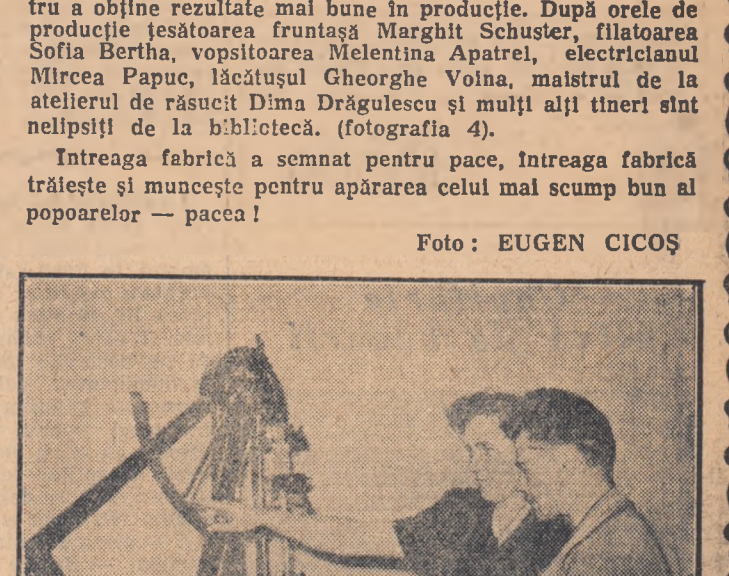 tru a obține rezultate mai bune în producție. După orele de
producție țesătoarea fruntașă Marghit Schuster, filatoarea
Sofia Bertha, vopsitoarea Melentina Apatrei, electricianul
Mircea Papuc, lăcătușul Gheorghe Voina, maistrul de la
atelierul de răsucit Dima Drăgulescu și mulți alți tineri sînt
nelipsiți de la bibliotecă. (fotografia 4).
Intreaga fabrică a semnat pentru pace, întreaga fabrică
trăiește și muncește pentru apărarea celui mai scump bun al
popoarelor — pacea!
Foto: EUGEN CICOȘ